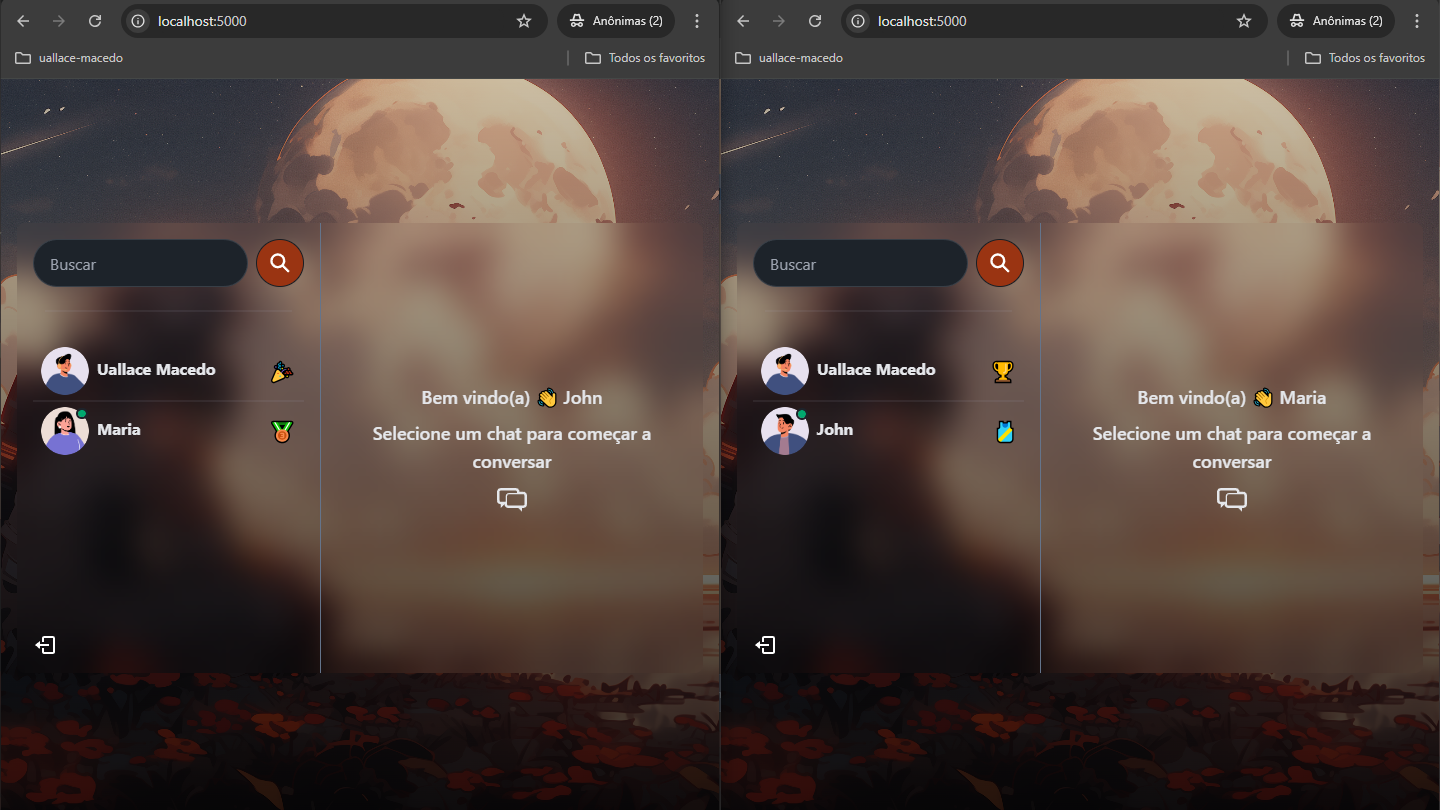 localhost:5000
Anônimas (2)
uallace-macedo
Todos os favoritos
Buscar
Uallace Macedo
Maria
Bem vindo(a) 👋 John
Selecione um chat para começar a
conversar
localhost:5000
Anônimas (2)
uallace-macedo
Todos os favoritos
Buscar
Uallace Macedo
John
Bem vindo(a) 👋 Maria
Selecione um chat para começar a
conversar